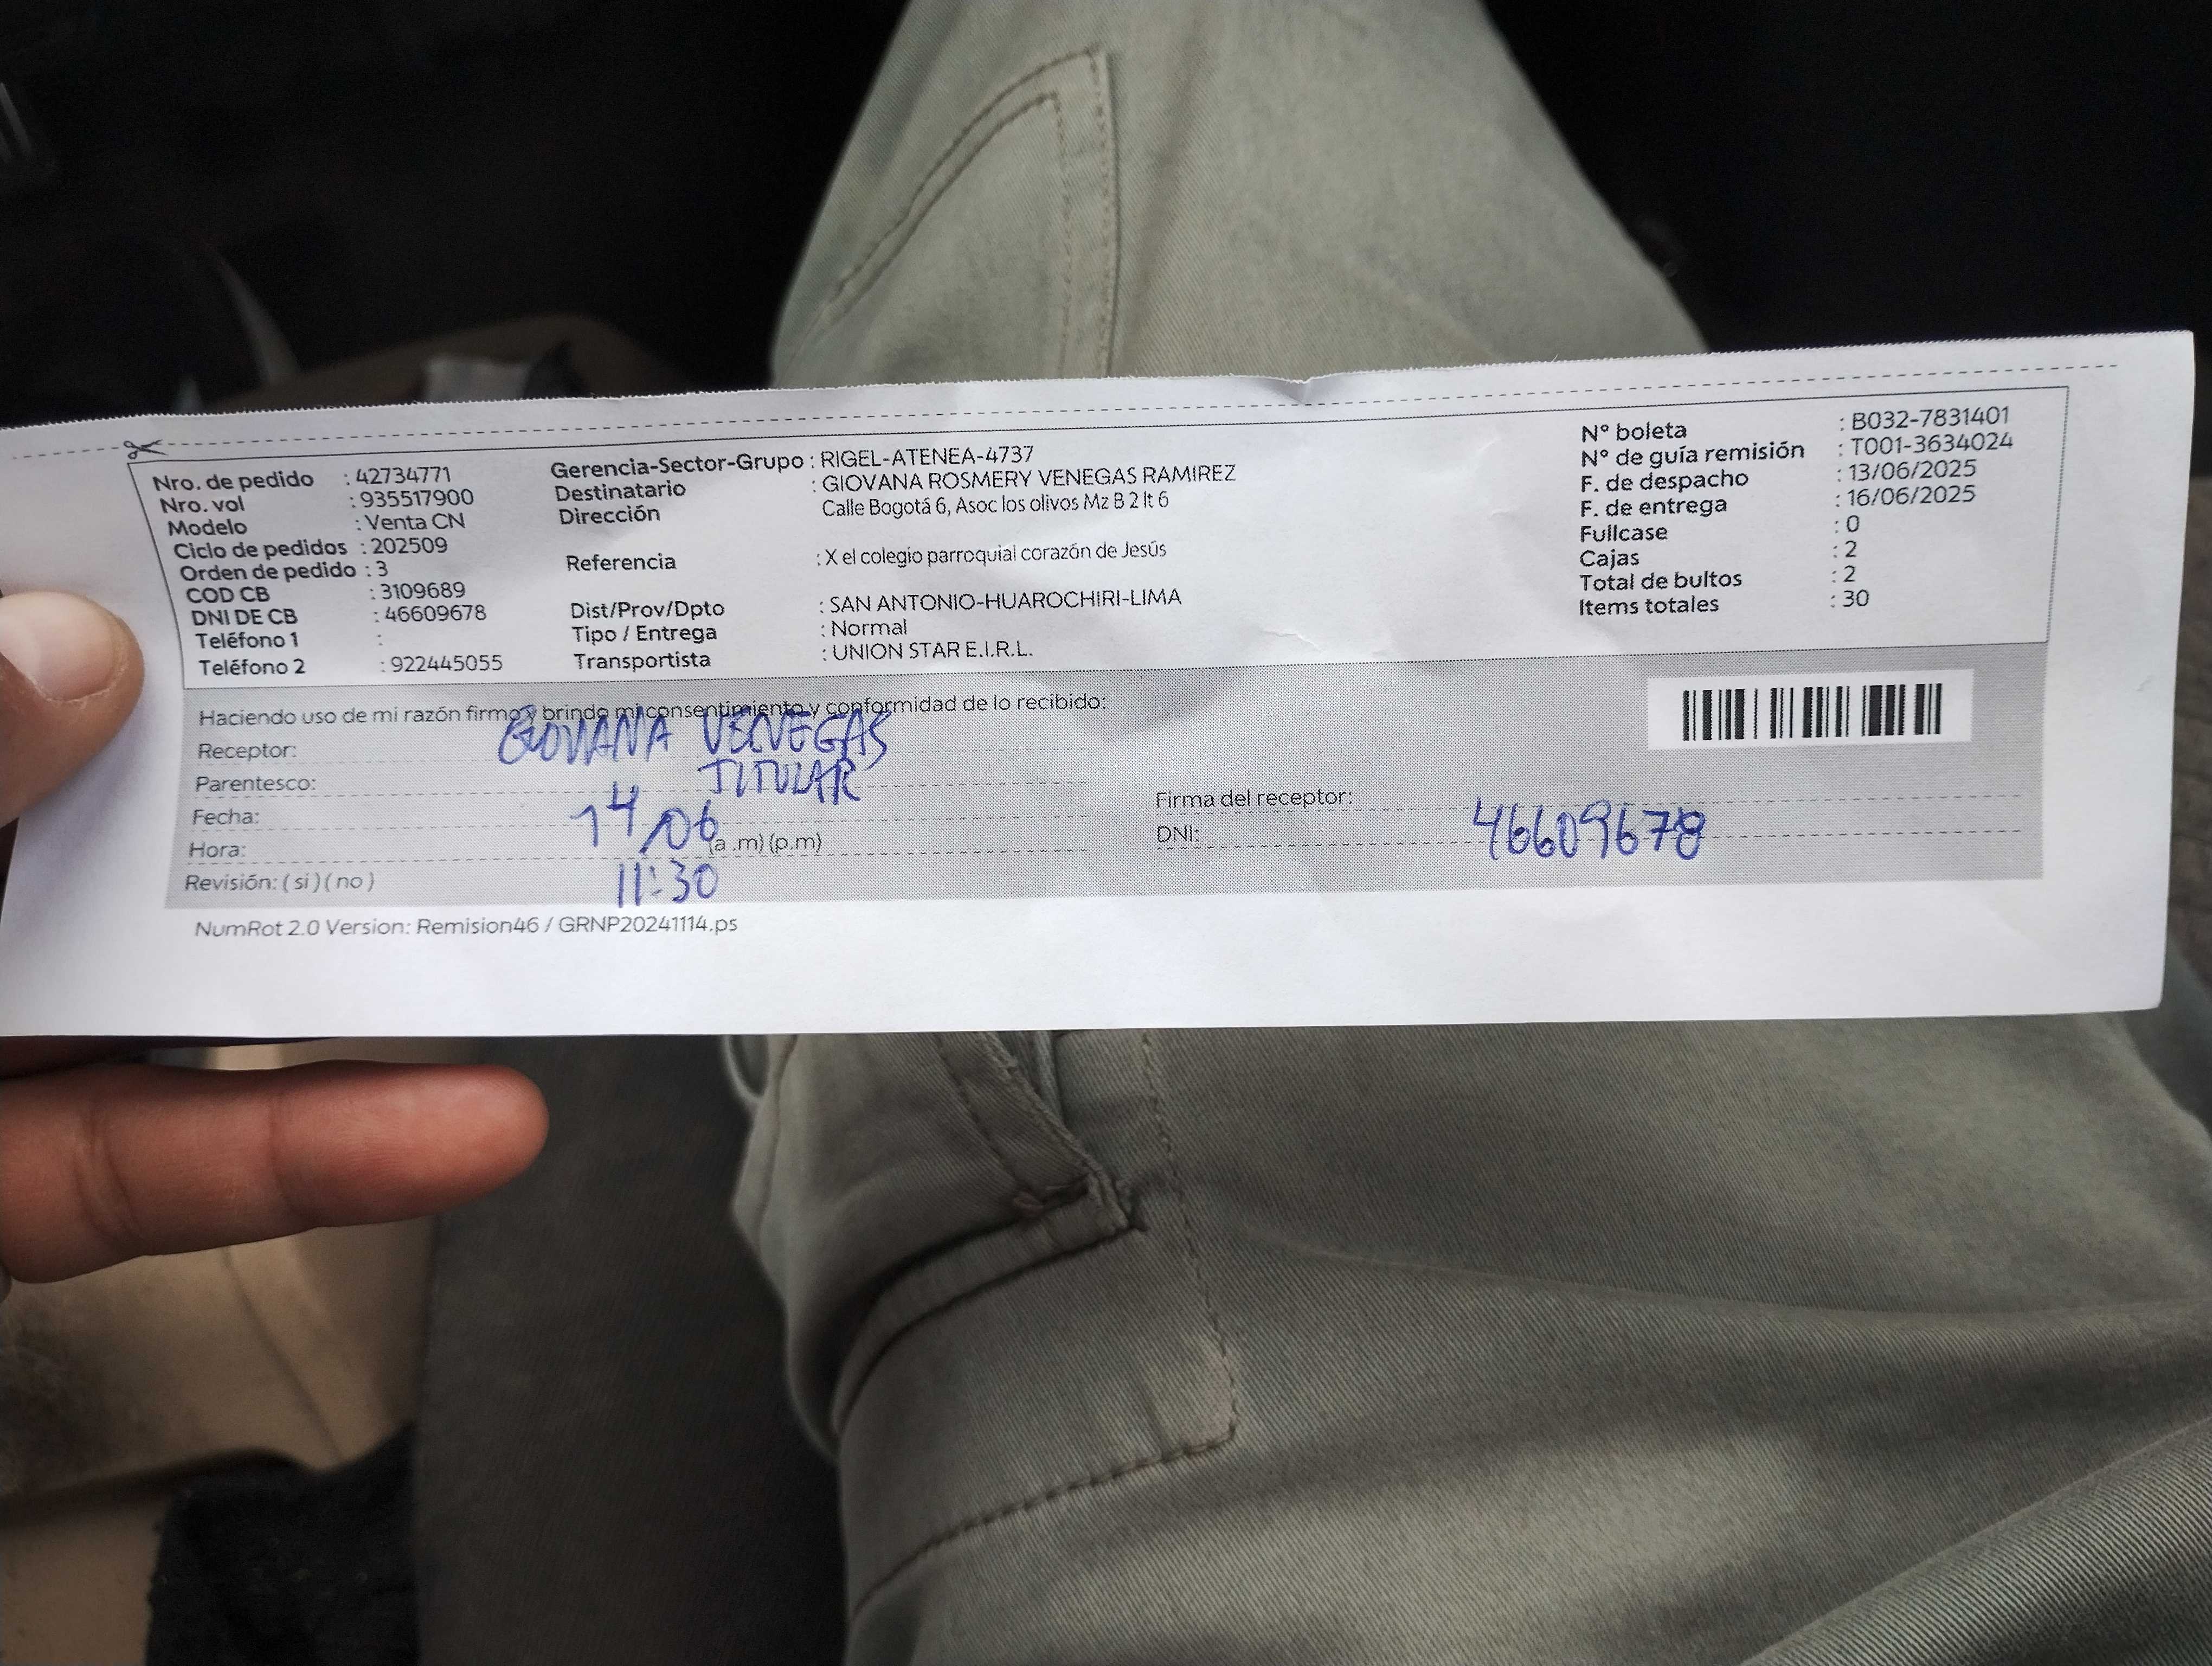 Nro. de pedido : 42734771
Nro. vol : 935517900
Modelo : Venta CN
Ciclo de pedidos : 202509
Orden de pedido : 3
COD CB : 3109689
DNI DE CB : 46609678
Teléfono 1 :
Teléfono 2 : 922445055
Gerencia-Sector-Grupo : RIGEL-ATENEA-4737
Destinatario : GIOVANA ROSMERY VENEGAS RAMIREZ
Dirección Calle Bogotá 6, Asoc los olivos Mz B 2 lt 6
Referencia : X el colegio parroquial corazón de Jesús
Dist/Prov/Dpto : SAN ANTONIO-HUAROCHIRI-LIMA
Tipo / Entrega : Normal
Transportista : UNION STAR E.I.R.L.
N° boleta : B032-7831401
N° de guía remisión : T001-3634024
F. de despacho : 13/06/2025
F. de entrega : 16/06/2025
Fullcase : 0
Cajas : 2
Total de bultos : 2
Items totales : 30
Haciendo uso de mi razón firmo y brindo mi consentimiento y conformidad de lo recibido:
Receptor: GIOVANA VENEGAS
Parentesco: TITULAR
Fecha: 14/06
Hora: (a .m) (p.m)
Revisión: ( si ) ( no ) 11:30
Firma del receptor:
DNI: 46609678
NumRot 2.0 Version: Remision46 / GRNP20241114.ps